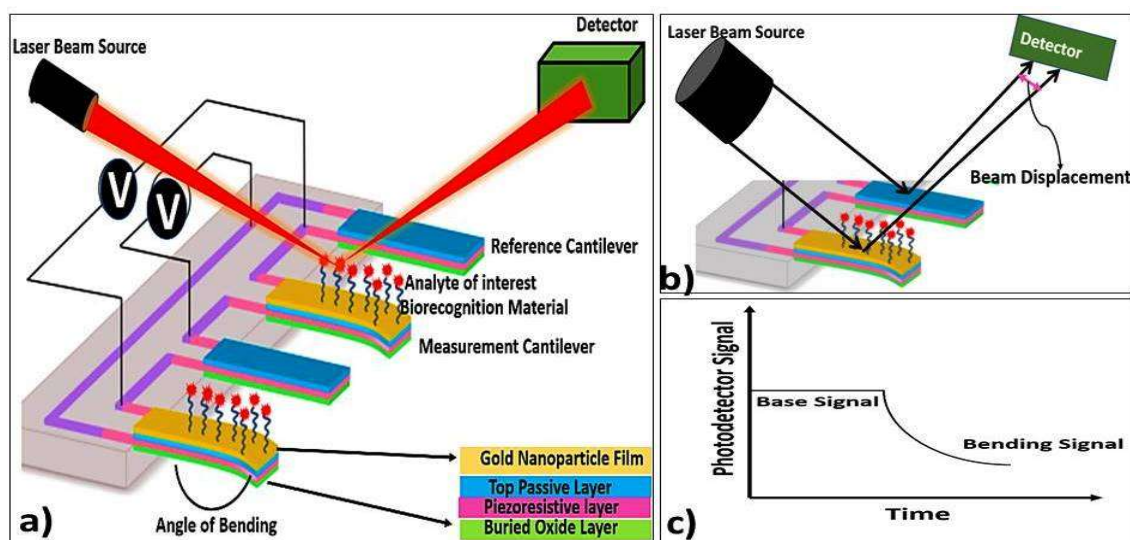 Laser Beam Source
Detector
V
V
Reference Cantilever
Analyte of interest
Biorecognition Material
Measurement Cantilever
Gold Nanoparticle Film
Top Passive Layer
Piezoresistive layer
Buried Oxide Layer
Angle of Bending
a)
Laser Beam Source
Detector
Beam Displacement
b)
Photodetector Signal
Base Signal
Bending Signal
Time
c)